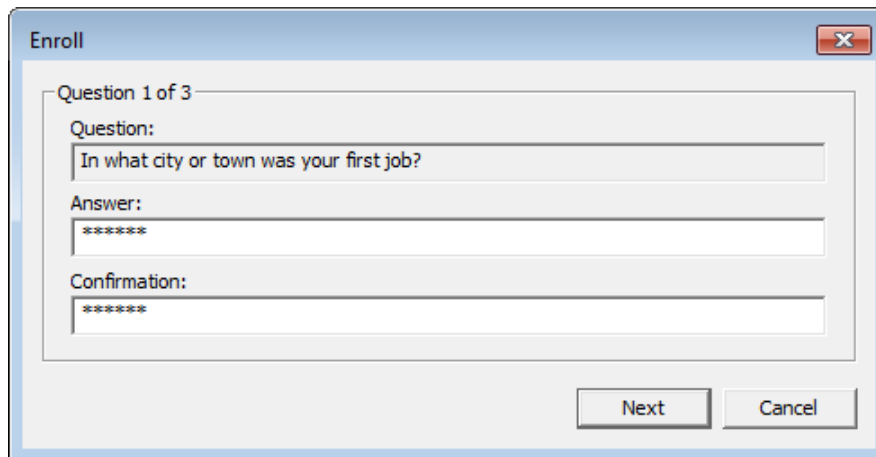 Enroll
Question 1 of 3
Question:
In what city or town was your first job?
Answer:
******
Confirmation:
******
Next Cancel